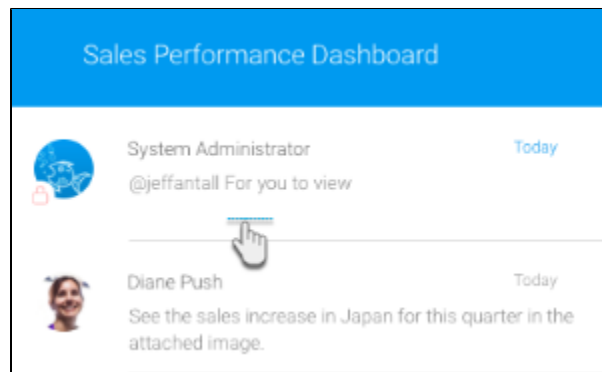 Sales Performance Dashboard
System Administrator
Today
@jeffantall For you to view
Diane Push
Today
See the sales increase in Japan for this quarter in the
attached image.